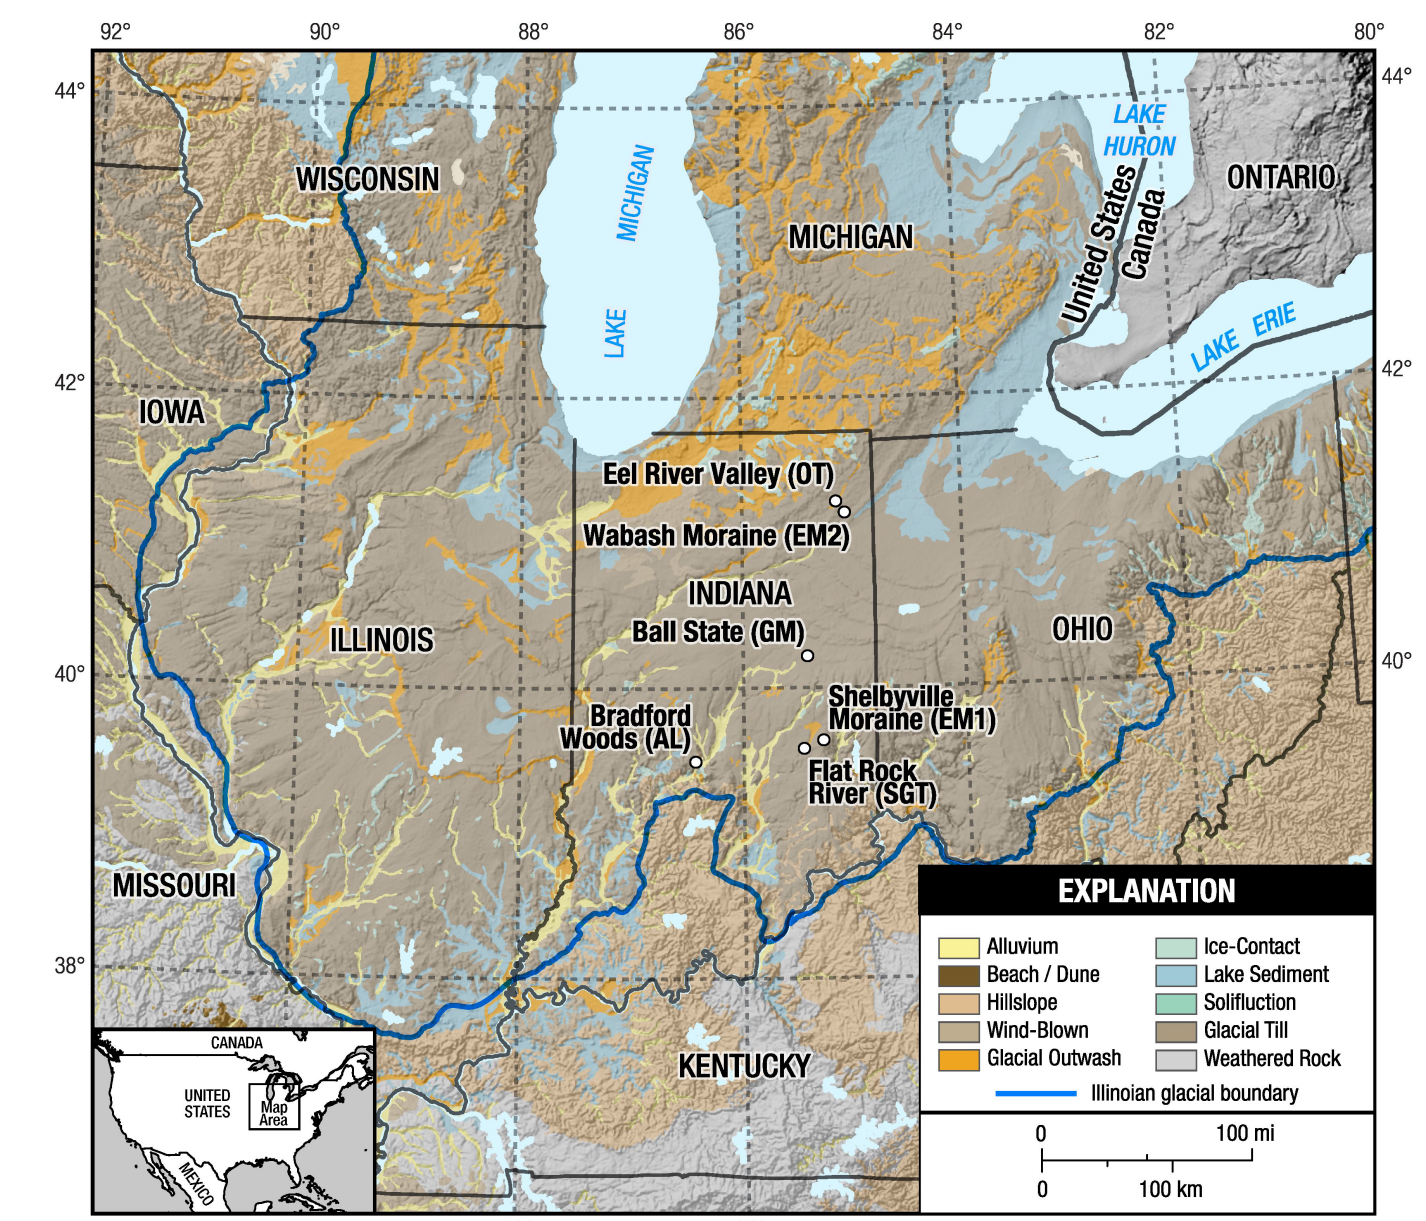 92° 90° 88° 86° 84° 82° 80°
44° 44°
LAKE
HURON
WISCONSIN
ONTARIO
MICHIGAN
LAKE
MICHIGAN
United States
Canada
LAKE ERIE
42° 42°
IOWA
Eel River Valley (OT)
Wabash Moraine (EM2)
INDIANA
Ball State (GM)
ILLINOIS
OHIO
40° 40°
Shelbyville
Moraine (EM1)
Bradford
Woods (AL)
Flat Rock
River (SGT)
MISSOURI
38°
KENTUCKY
EXPLANATION
Alluvium
Beach / Dune
Hillslope
Wind-Blown
Glacial Outwash
Ice-Contact
Lake Sediment
Solifluction
Glacial Till
Weathered Rock
Illinoian glacial boundary
0 100 mi
0 100 km
CANADA
UNITED
STATES
Map
Area
MEXICO